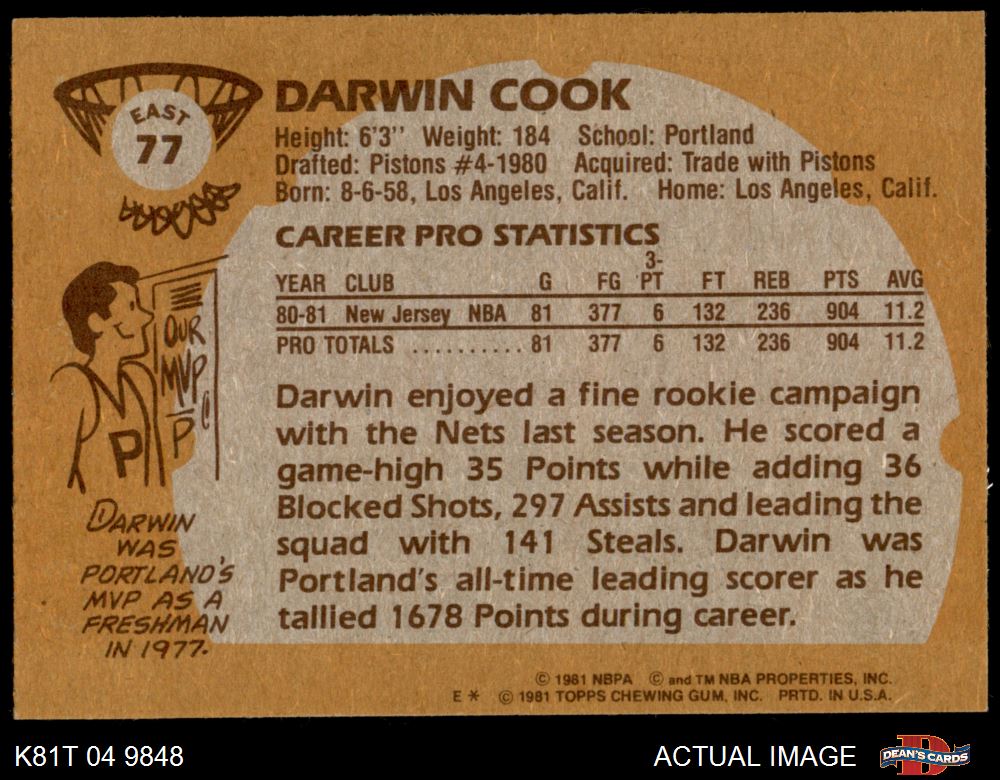 EAST
77
DARWIN COOK
Height: 6'3'' Weight: 184 School: Portland
Drafted: Pistons #4-1980 Acquired: Trade with Pistons
Born: 8-6-58, Los Angeles, Calif. Home: Los Angeles, Calif.
CAREER PRO STATISTICS
YEAR CLUB G FG 3-PT FT REB PTS AVG
80-81 New Jersey NBA 81 377 6 132 236 904 11.2
PRO TOTALS .......... 81 377 6 132 236 904 11.2
Darwin enjoyed a fine rookie campaign
with the Nets last season. He scored a
game-high 35 Points while adding 36
Blocked Shots, 297 Assists and leading the
squad with 141 Steals. Darwin was
Portland's all-time leading scorer as he
tallied 1678 Points during career.
OUR
MVP
P
P
DARWIN
WAS
PORTLAND'S
MVP AS A
FRESHMAN
IN 1977.
© 1981 NBPA © and TM NBA PROPERTIES, INC.
E * © 1981 TOPPS CHEWING GUM, INC. PRTD. IN U.S.A.
K81T 04 9848
ACTUAL IMAGE
DEAN'S CARDS